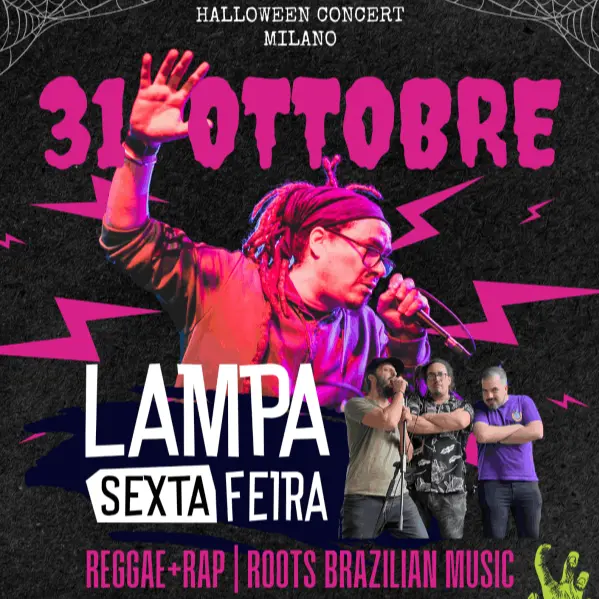 HALLOWEEN CONCERT
MILANO
31 OTTOBRE
LAMPA
SEXTA FEIRA
REGGAE+RAP | ROOTS BRAZILIAN MUSIC